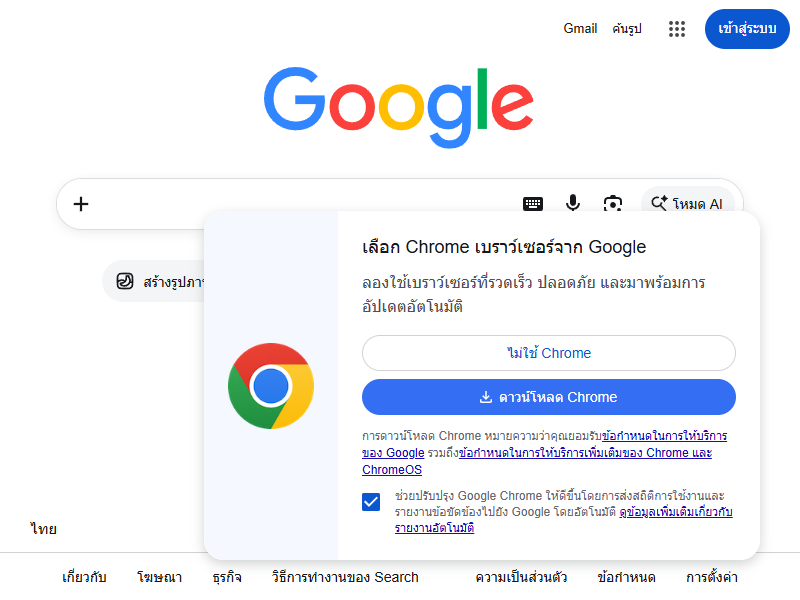 Gmail ค้นรูป เข้าสู่ระบบ
Google
โหมด AI
สร้างรูปภา
เลือก Chrome เบราว์เซอร์จาก Google
ลองใช้เบราว์เซอร์ที่รวดเร็ว ปลอดภัย และมาพร้อมการ
อัปเดตอัตโนมัติ
ไม่ใช้ Chrome
ดาวน์โหลด Chrome
การดาวน์โหลด Chrome หมายความว่าคุณยอมรับข้อกำหนดในการให้บริการ
ของ Google รวมถึงข้อกำหนดในการให้บริการเพิ่มเติมของ Chrome และ
ChromeOS
ช่วยปรับปรุง Google Chrome ให้ดีขึ้นโดยการส่งสถิติการใช้งานและ
รายงานข้อขัดข้องไปยัง Google โดยอัตโนมัติ ดูข้อมูลเพิ่มเติมเกี่ยวกับ
รายงานอัตโนมัติ
ไทย
เกี่ยวกับ โฆษณา ธุรกิจ วิธีการทำงานของ Search ความเป็นส่วนตัว ข้อกำหนด การตั้งค่า